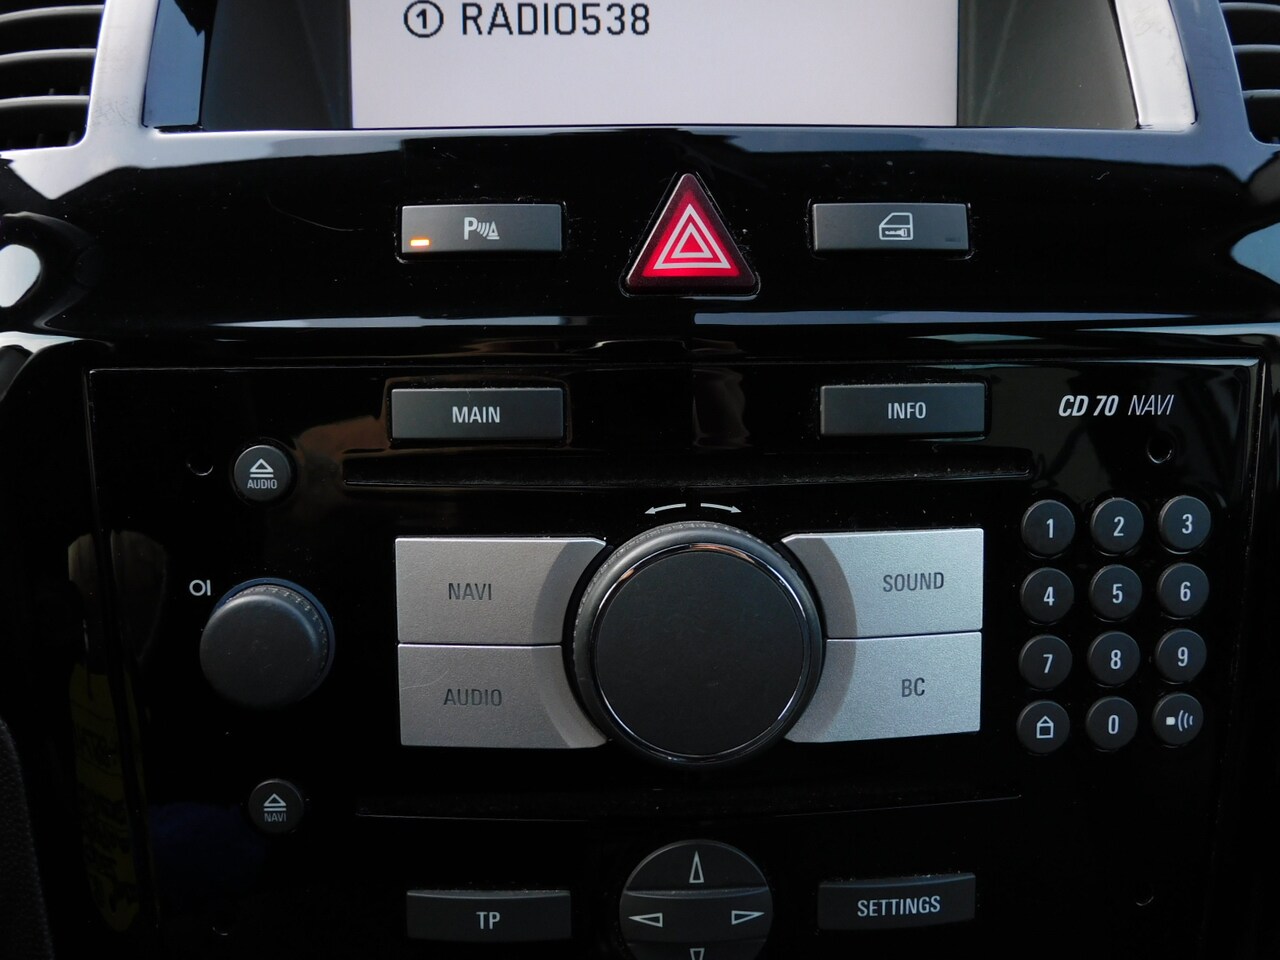 ① RADIO538
P
MAIN
INFO
CD 70 NAVI
AUDIO
1 2 3
NAVI
SOUND
4 5 6
AUDIO
BC
7 8 9
0
NAVI
TP
SETTINGS